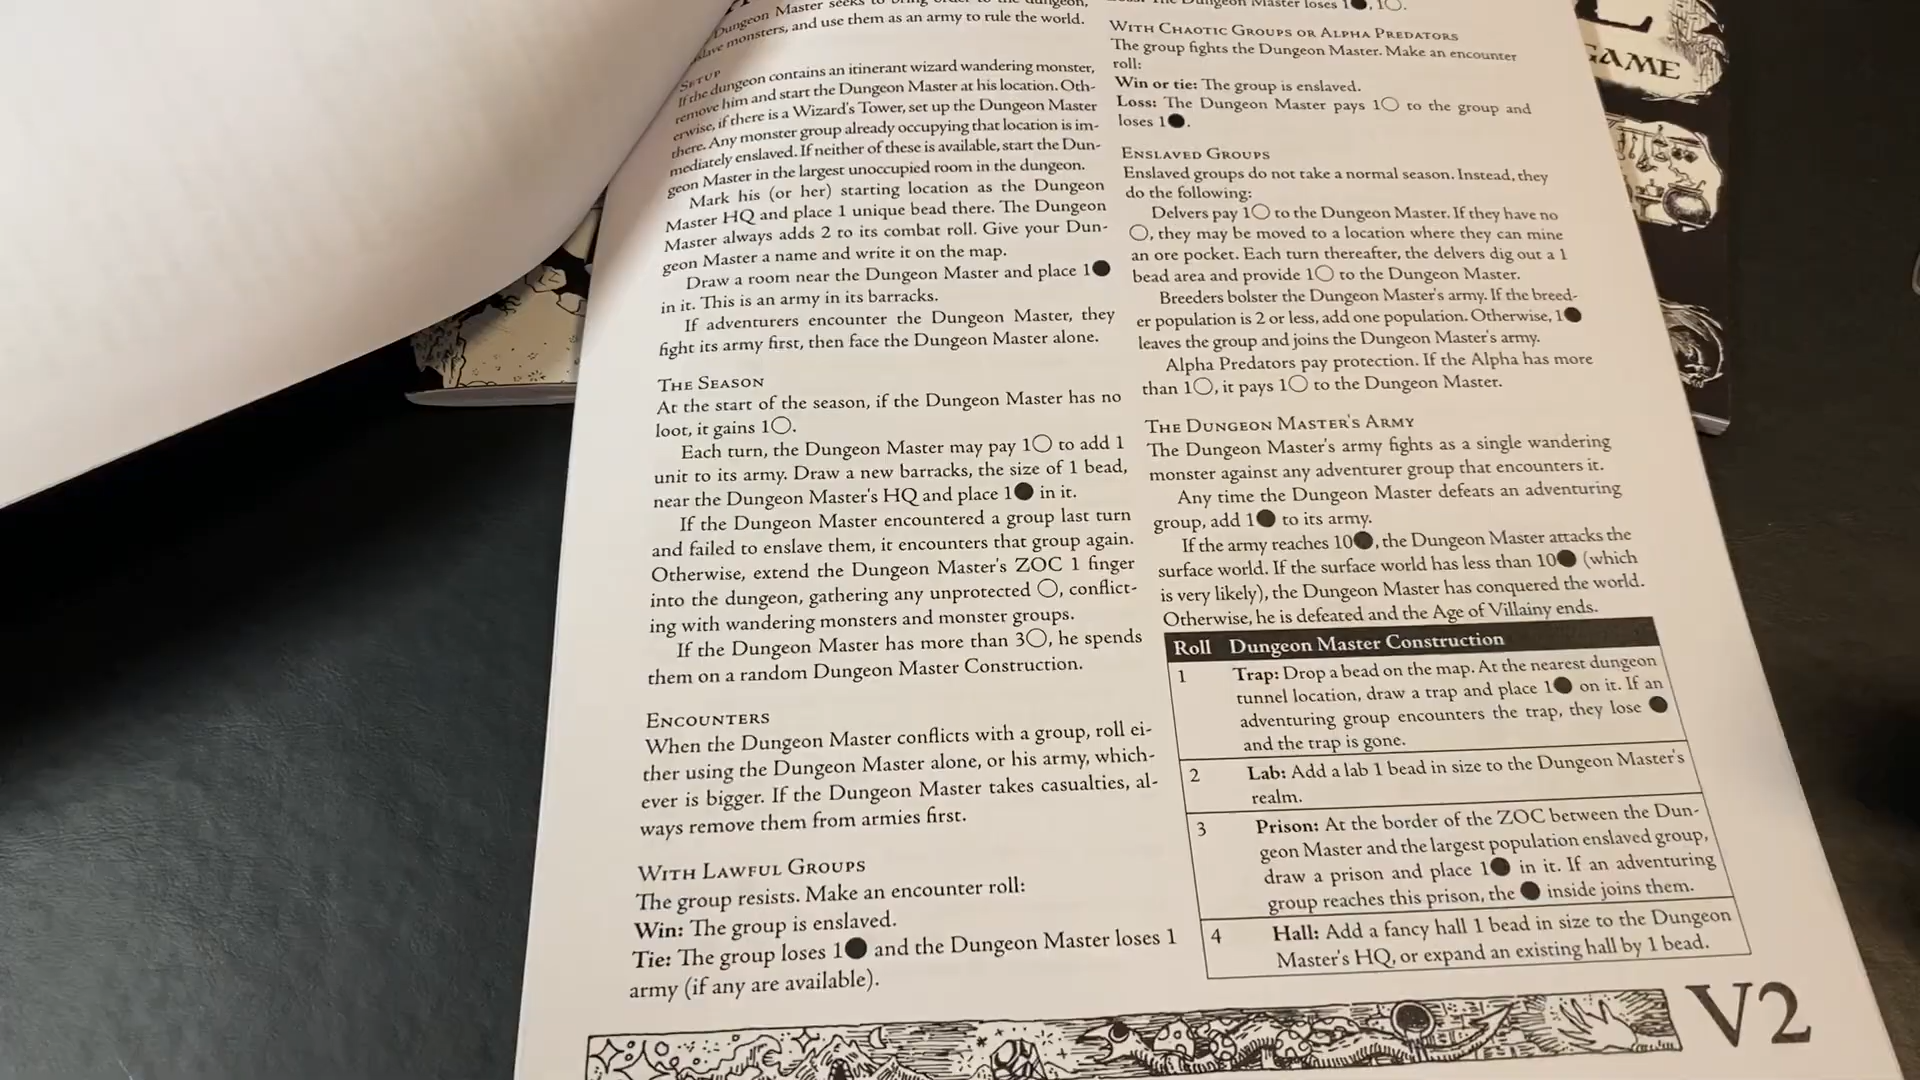 Dungeon Master seeks to bring order to the dungeon,
monsters, and use them as an army to rule the world.
Setup
If the dungeon contains an itinerant wizard wandering monster,
remove him and start the Dungeon Master at his location. Oth-
erwise, if there is a Wizard's Tower, set up the Dungeon Master
there. Any monster group already occupying that location is im-
mediately enslaved. If neither of these is available, start the Dun-
geon Master in the largest unoccupied room in the dungeon.
Mark his (or her) starting location as the Dungeon
Master HQ and place 1 unique bead there. The Dungeon
Master always adds 2 to its combat roll. Give your Dun-
geon Master a name and write it on the map.
Draw a room near the Dungeon Master and place 1●
in it. This is an army in its barracks.
If adventurers encounter the Dungeon Master, they
fight its army first, then face the Dungeon Master alone.
The Season
At the start of the season, if the Dungeon Master has no
loot, it gains 1○.
Each turn, the Dungeon Master may pay 1○ to add 1
unit to its army. Draw a new barracks, the size of 1 bead,
near the Dungeon Master's HQ and place 1● in it.
If the Dungeon Master encountered a group last turn
and failed to enslave them, it encounters that group again.
Otherwise, extend the Dungeon Master's ZOC 1 finger
into the dungeon, gathering any unprotected ○, conflict-
ing with wandering monsters and monster groups.
If the Dungeon Master has more than 3○, he spends
them on a random Dungeon Master Construction.
Encounters
When the Dungeon Master conflicts with a group, roll ei-
ther using the Dungeon Master alone, or his army, which-
ever is bigger. If the Dungeon Master takes casualties, al-
ways remove them from armies first.
With Lawful Groups
The group resists. Make an encounter roll:
Win: The group is enslaved.
Tie: The group loses 1● and the Dungeon Master loses 1
army (if any are available).
The Dungeon Master loses 1●, 1○.
With Chaotic Groups or Alpha Predators
The group fights the Dungeon Master. Make an encounter
roll:
Win or tie: The group is enslaved.
Loss: The Dungeon Master pays 1○ to the group and
loses 1●.
Enslaved Groups
Enslaved groups do not take a normal season. Instead, they
do the following:
Delvers pay 1○ to the Dungeon Master. If they have no
○, they may be moved to a location where they can mine
an ore pocket. Each turn thereafter, the delvers dig out a 1
bead area and provide 1○ to the Dungeon Master.
Breeders bolster the Dungeon Master's army. If the breed-
er population is 2 or less, add one population. Otherwise, 1●
leaves the group and joins the Dungeon Master's army.
Alpha Predators pay protection. If the Alpha has more
than 1○, it pays 1○ to the Dungeon Master.
The Dungeon Master's Army
The Dungeon Master's army fights as a single wandering
monster against any adventurer group that encounters it.
Any time the Dungeon Master defeats an adventuring
group, add 1● to its army.
If the army reaches 10●, the Dungeon Master attacks the
surface world. If the surface world has less than 10● (which
is very likely), the Dungeon Master has conquered the world.
Otherwise, he is defeated and the Age of Villainy ends.
Roll Dungeon Master Construction
1 Trap: Drop a bead on the map. At the nearest dungeon
tunnel location, draw a trap and place 1● on it. If an
adventuring group encounters the trap, they lose ●
and the trap is gone.
2 Lab: Add a lab 1 bead in size to the Dungeon Master's
realm.
3 Prison: At the border of the ZOC between the Dun-
geon Master and the largest population enslaved group,
draw a prison and place 1● in it. If an adventuring
group reaches this prison, the ● inside joins them.
4 Hall: Add a fancy hall 1 bead in size to the Dungeon
Master's HQ, or expand an existing hall by 1 bead.
V2
GAME